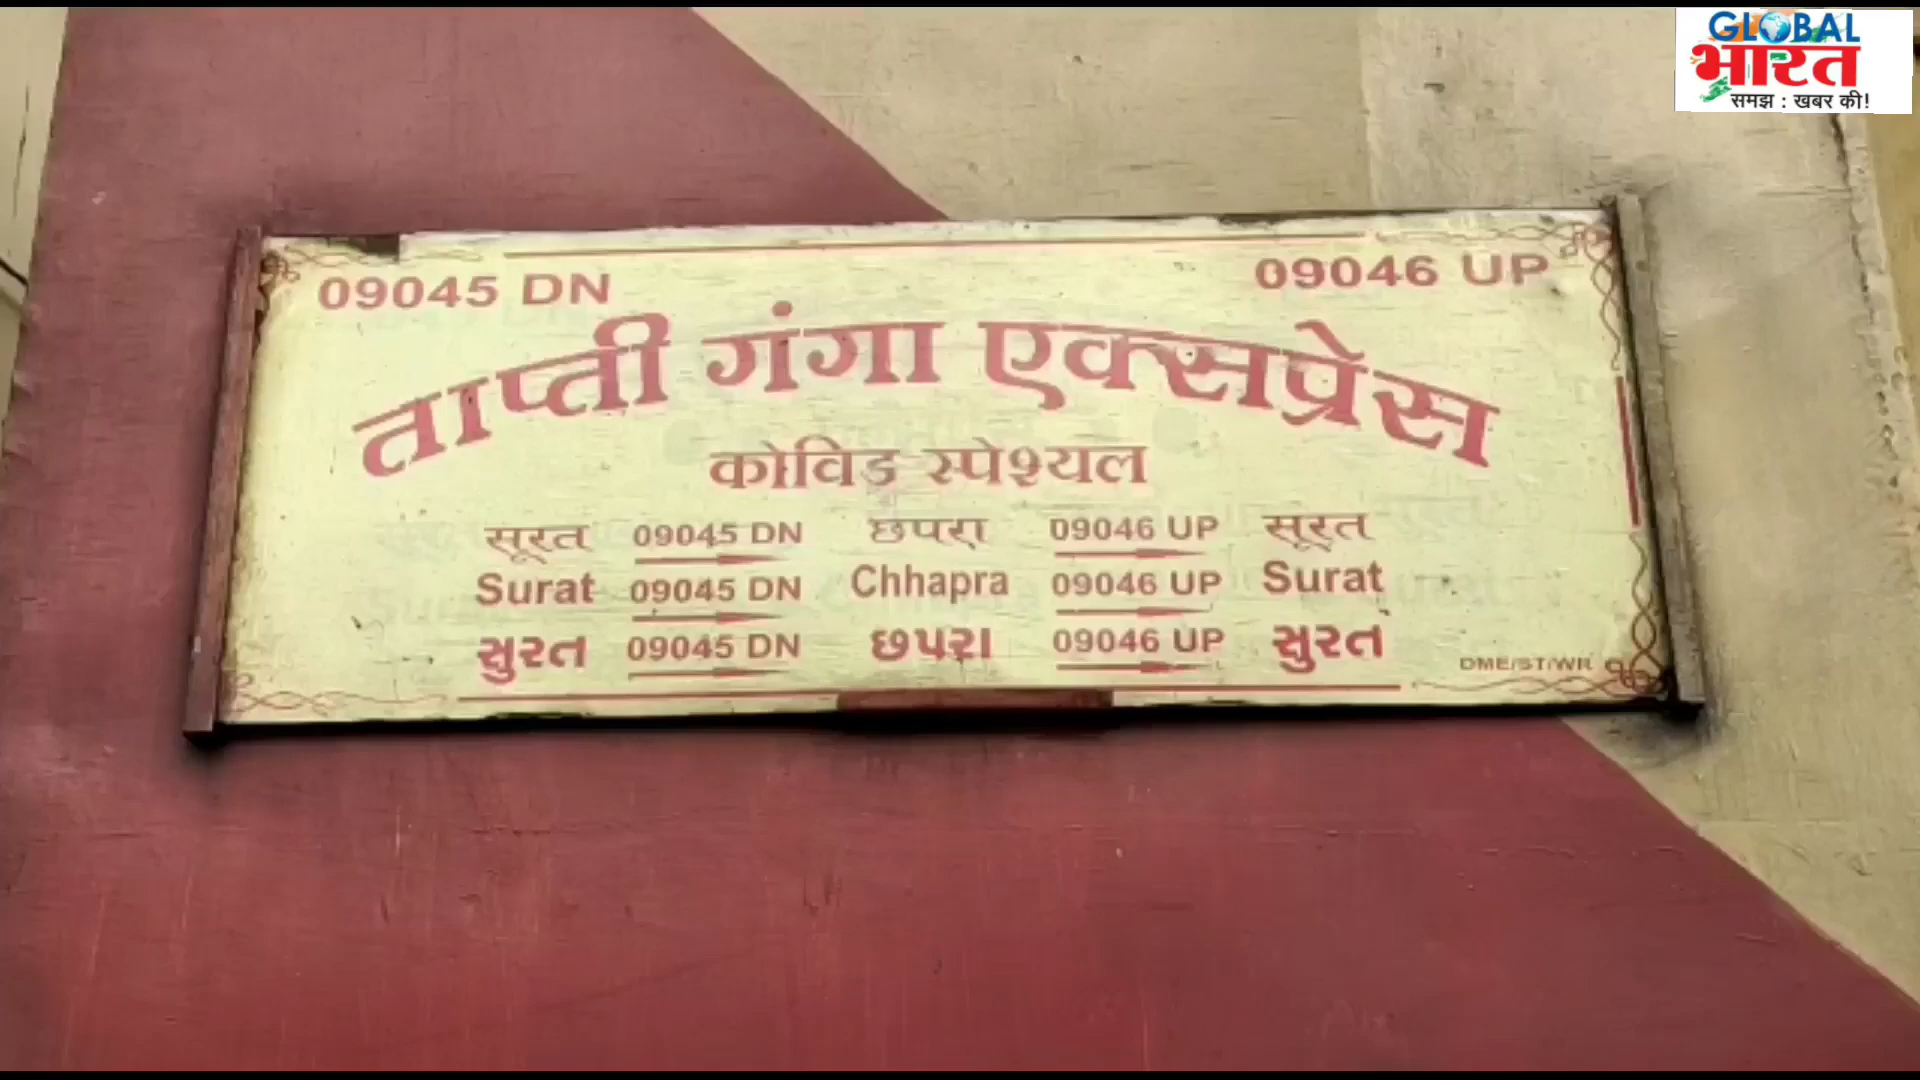 GLOBAL
भारत
समझ : खबर की!
09045 DN 09046 UP
ताप्ती गंगा एक्सप्रेस
कोविड स्पेश्यल
सूरत 09045 DN छपरा 09046 UP सूरत
Surat 09045 DN Chhapra 09046 UP Surat
સુરત 09045 DN છપરા 09046 UP સુરત
DME/ST/WR